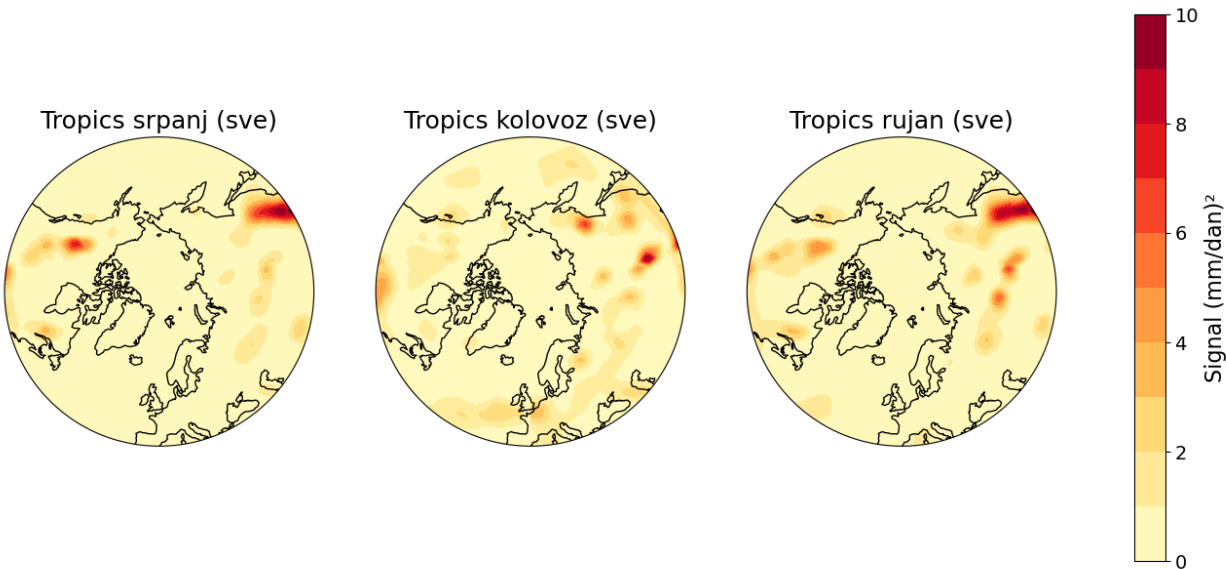 Tropics srpanj (sve)
Tropics kolovoz (sve)
Tropics rujan (sve)
10
8
6
4
2
0
Signal (mm/dan)²